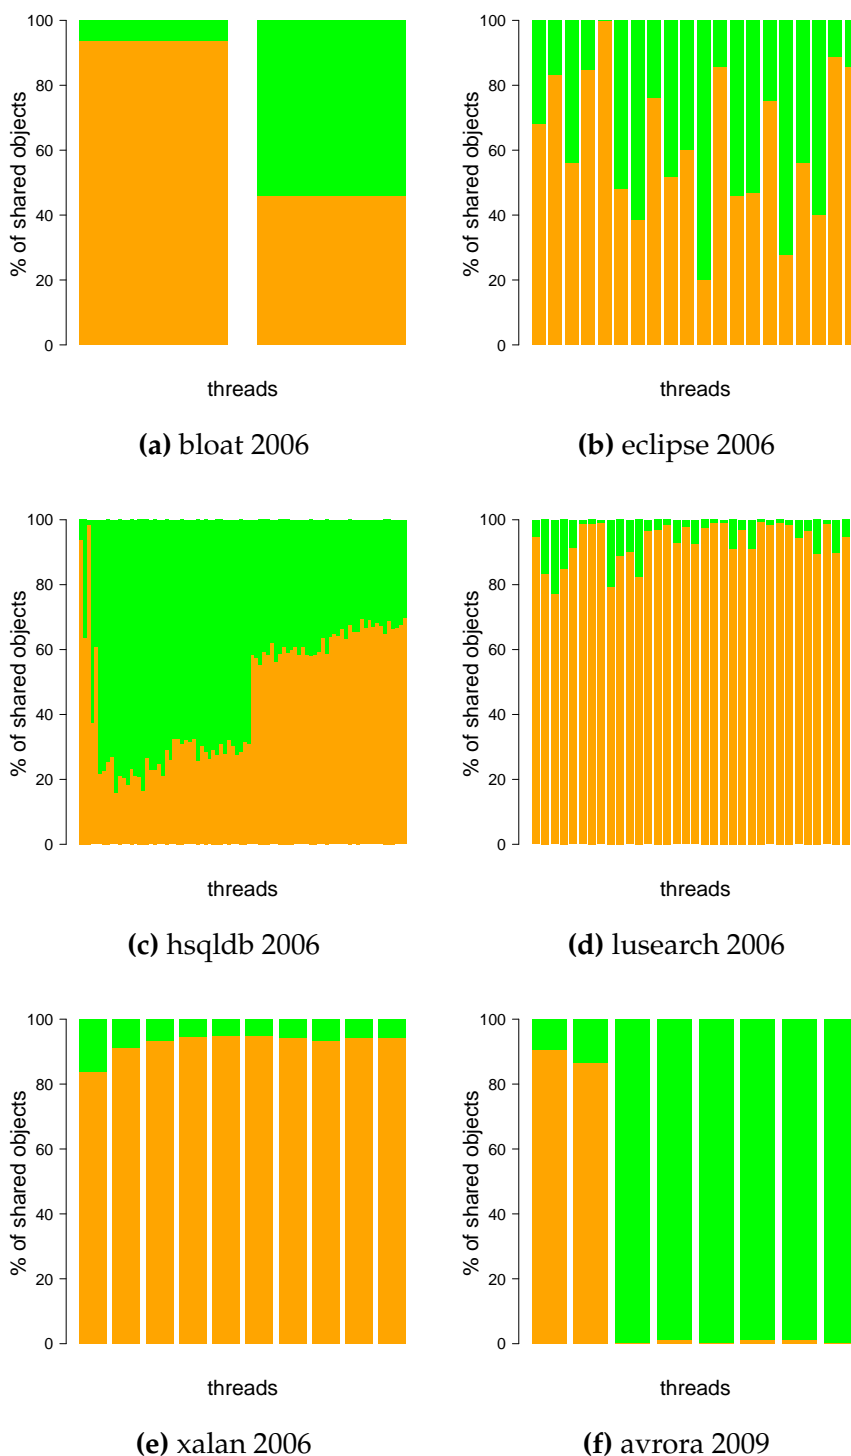 % of shared objects
100
80
60
40
20
0
threads
(a) bloat 2006
% of shared objects
100
80
60
40
20
0
threads
(b) eclipse 2006
% of shared objects
100
80
60
40
20
0
threads
(c) hsqldb 2006
% of shared objects
100
80
60
40
20
0
threads
(d) lusearch 2006
% of shared objects
100
80
60
40
20
0
threads
(e) xalan 2006
% of shared objects
100
80
60
40
20
0
threads
(f) avrora 2009